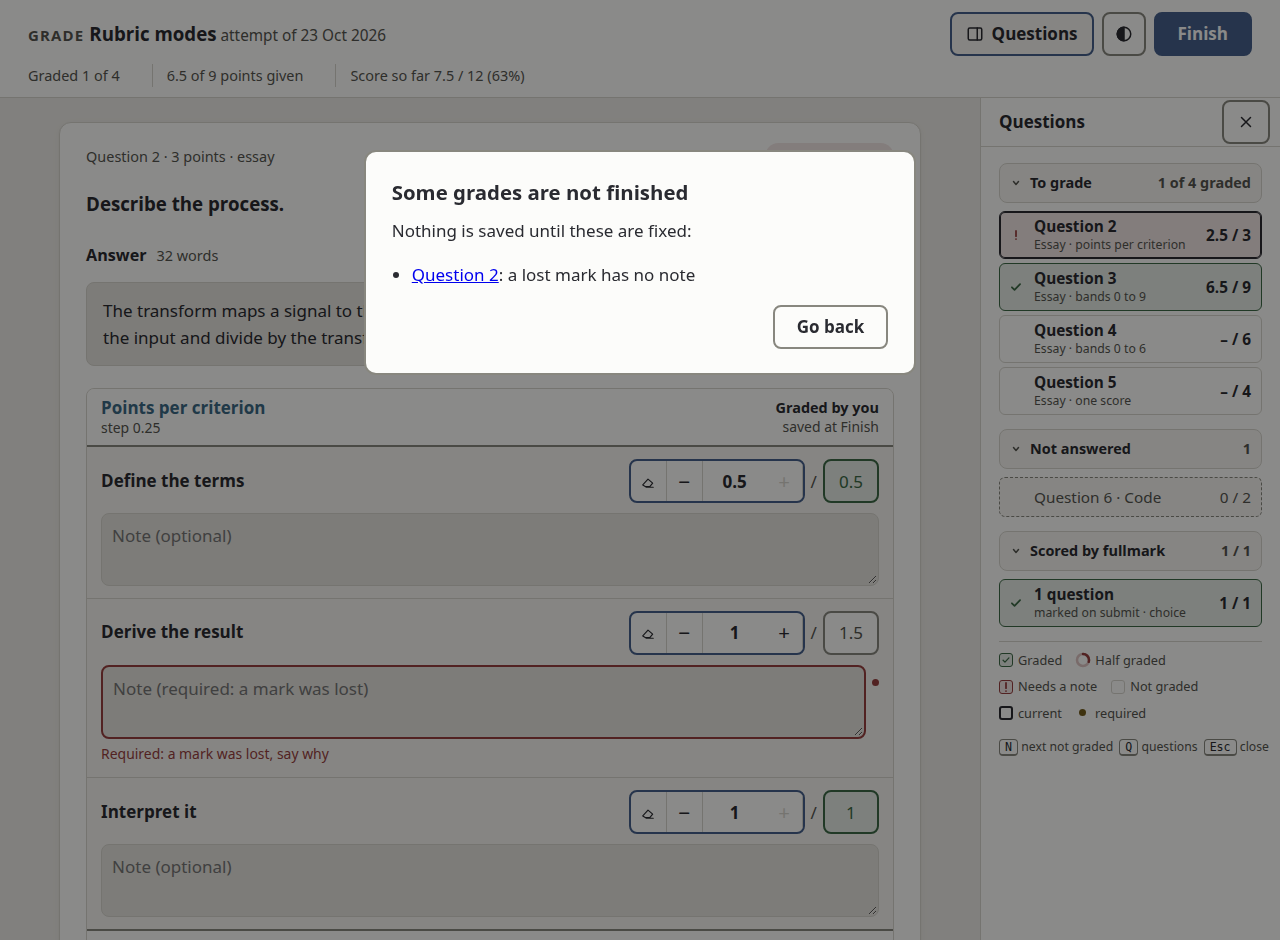 GRADE Rubric modes attempt of 23 Oct 2026
Questions
Finish
Graded 1 of 4
6.5 of 9 points given
Score so far 7.5 / 12 (63%)
Question 2 · 3 points · essay
Describe the process.
Answer 32 words
The transform maps a signal to t
the input and divide by the trans
Some grades are not finished
Nothing is saved until these are fixed:
• Question 2: a lost mark has no note
Go back
Points per criterion
step 0.25
Graded by you
saved at Finish
Define the terms
− 0.5 + / 0.5
Note (optional)
Derive the result
− 1 + / 1.5
Note (required: a mark was lost)
Required: a mark was lost, say why
Interpret it
− 1 + / 1
Note (optional)
Questions
To grade 1 of 4 graded
! Question 2 2.5 / 3
Essay · points per criterion
Question 3 6.5 / 9
Essay · bands 0 to 9
Question 4 – / 6
Essay · bands 0 to 6
Question 5 – / 4
Essay · one score
Not answered 1
Question 6 · Code 0 / 2
Scored by fullmark 1 / 1
1 question 1 / 1
marked on submit · choice
Graded Half graded
! Needs a note Not graded
current required
N next not graded Q questions Esc close